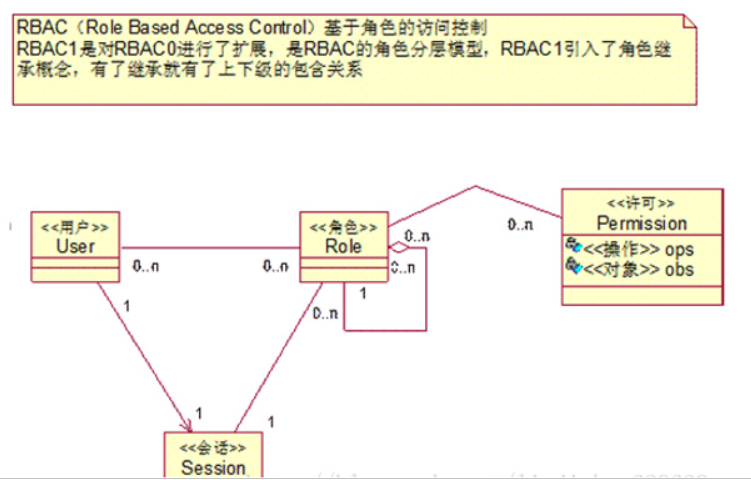 RBAC（Role Based Access Control）基于角色的访问控制
RBAC1是对RBAC0进行了扩展，是RBAC的角色分层模型，RBAC1引入了角色继
承概念，有了继承就有了上下级的包含关系
<<用户>>
User
<<角色>>
Role
<<许可>>
Permission
<<操作>> ops
<<对象>> obs
0..n
0..n
0..n
0..n
0..n
1
0..n
1
1
1
<<会话>>
Session